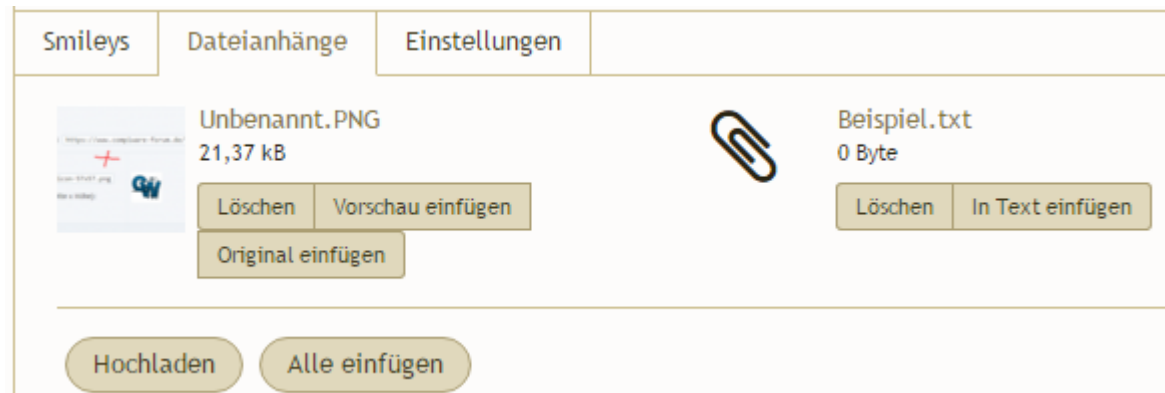 Smileys
Dateianhänge
Einstellungen
Unbenannt.PNG
21,37 kB
Löschen
Vorschau einfügen
Original einfügen
Beispiel.txt
0 Byte
Löschen
In Text einfügen
Hochladen
Alle einfügen